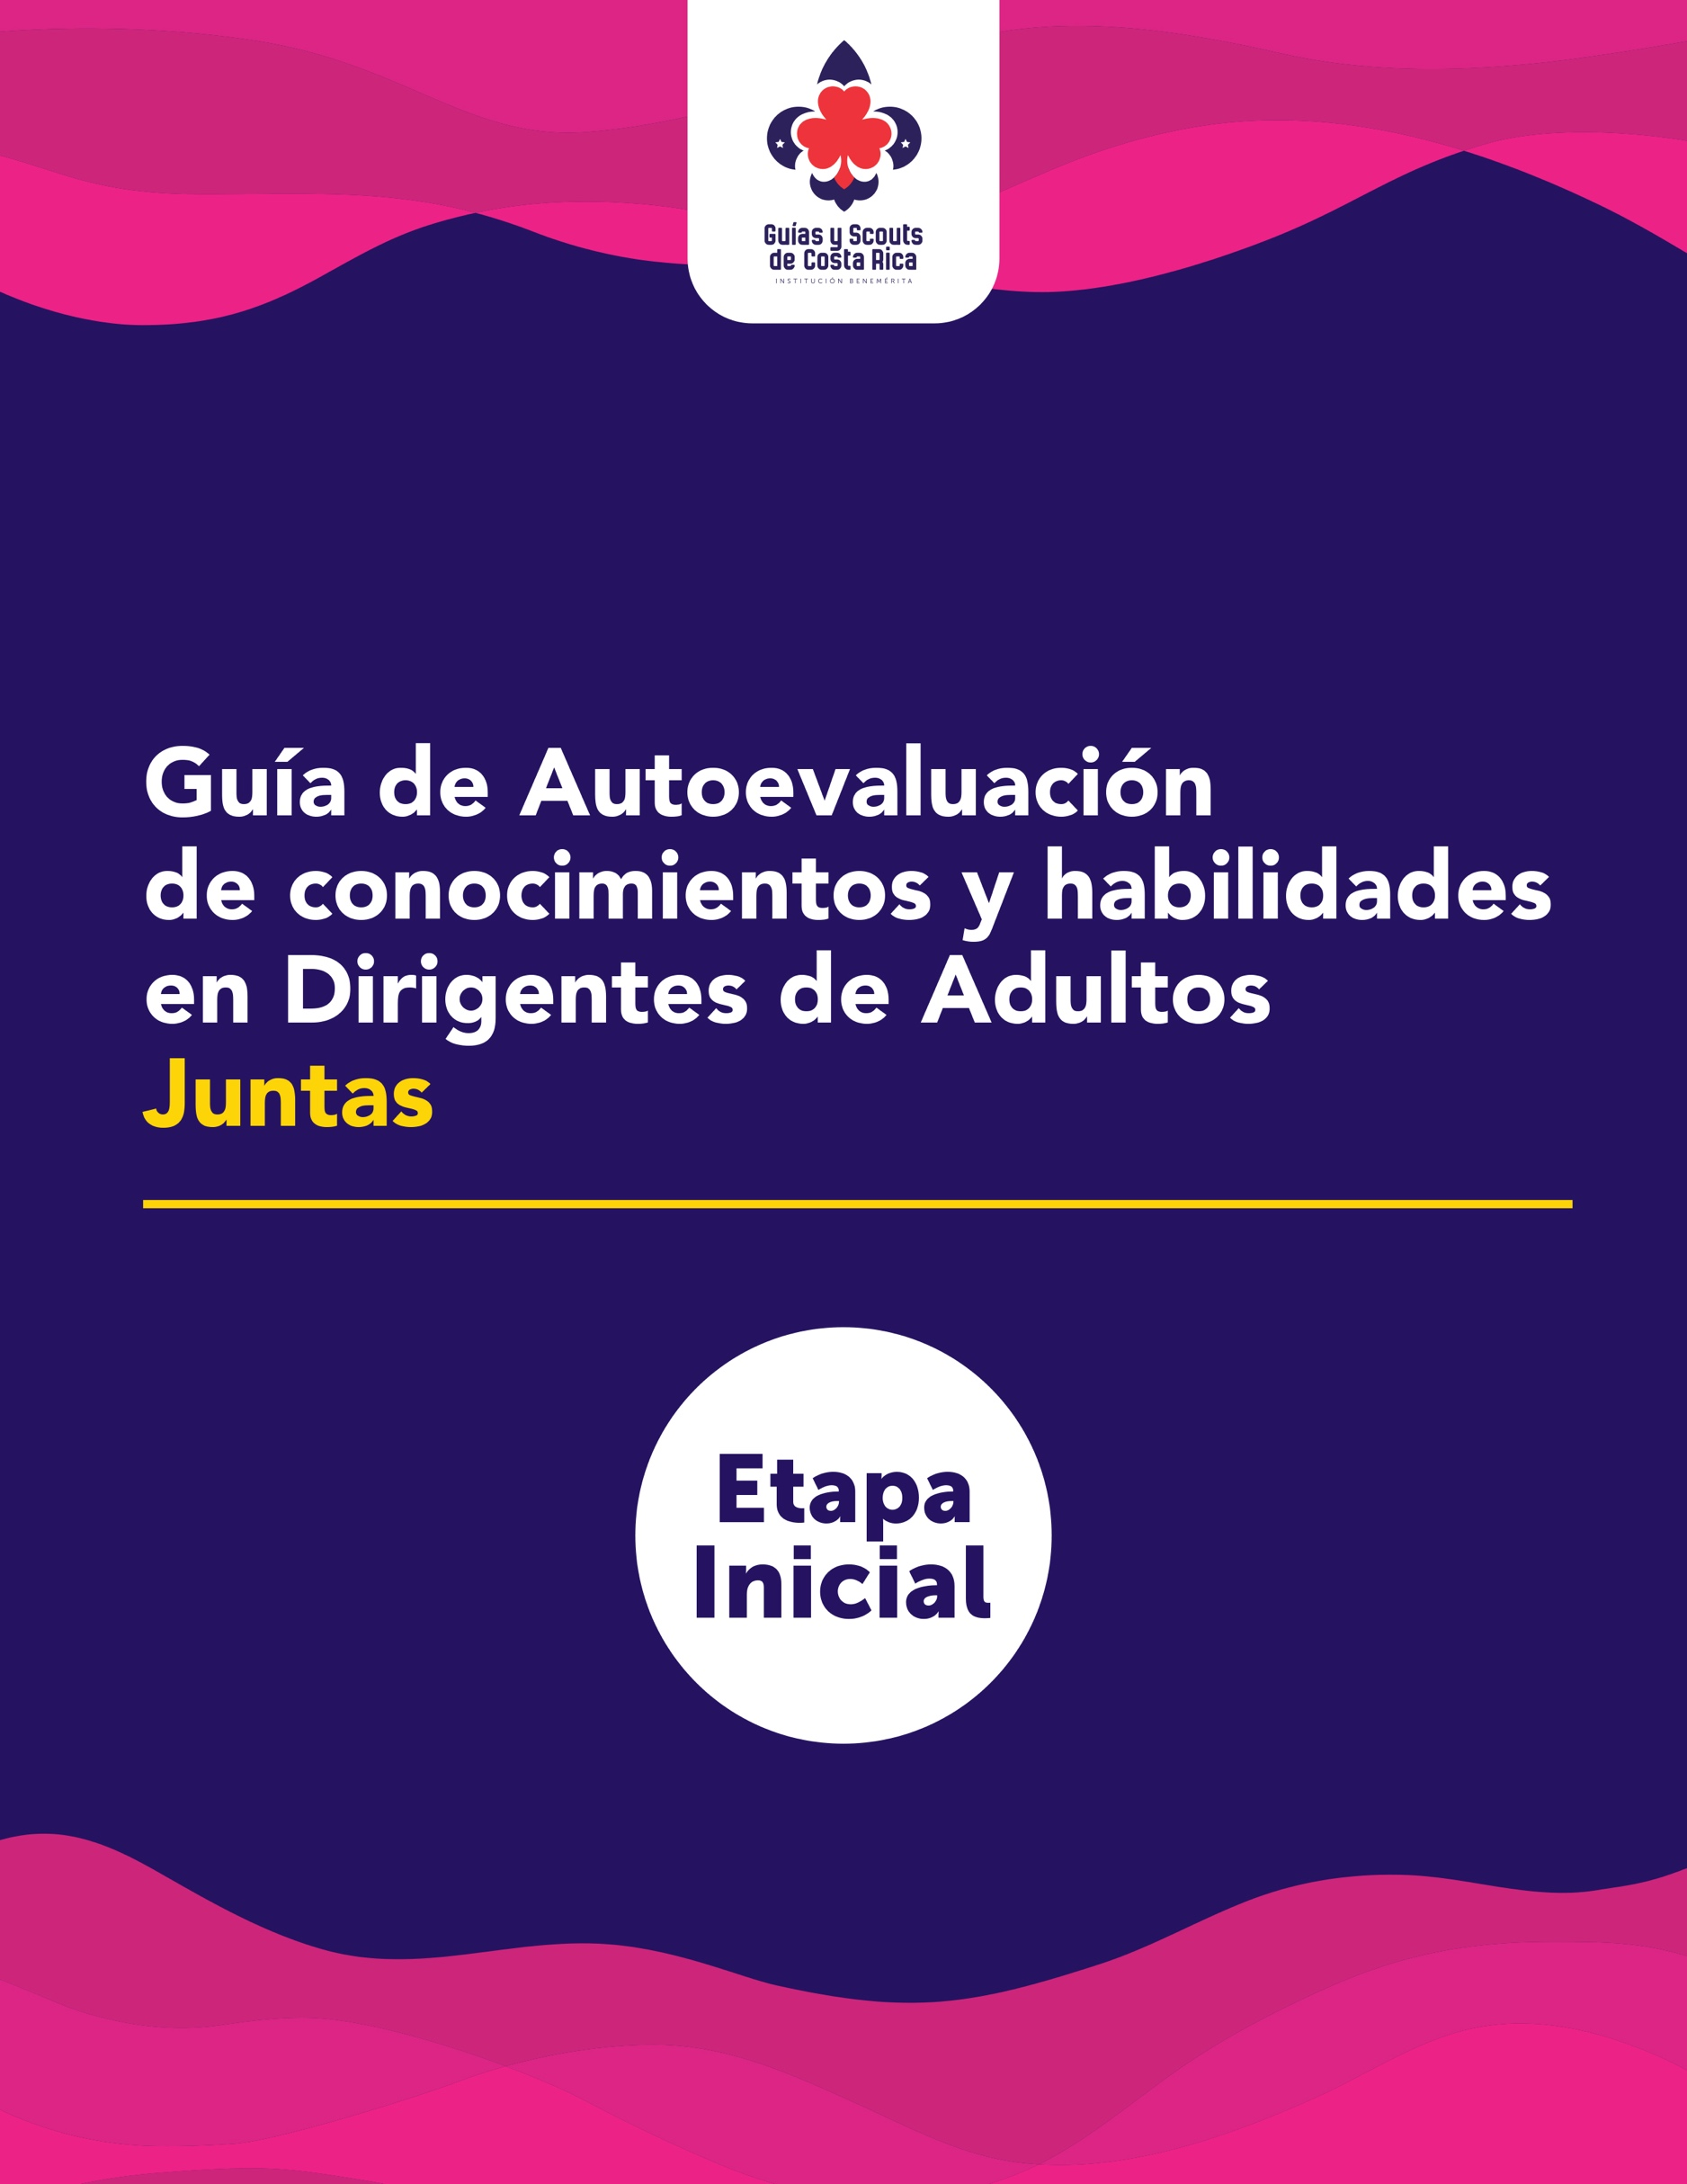 Guías y Scouts
de Costa Rica
INSTITUCIÓN BENEMÉRITA
Guía de Autoevaluación
de conocimientos y habilidades
en Dirigentes de Adultos
Juntas
Etapa
Inicial